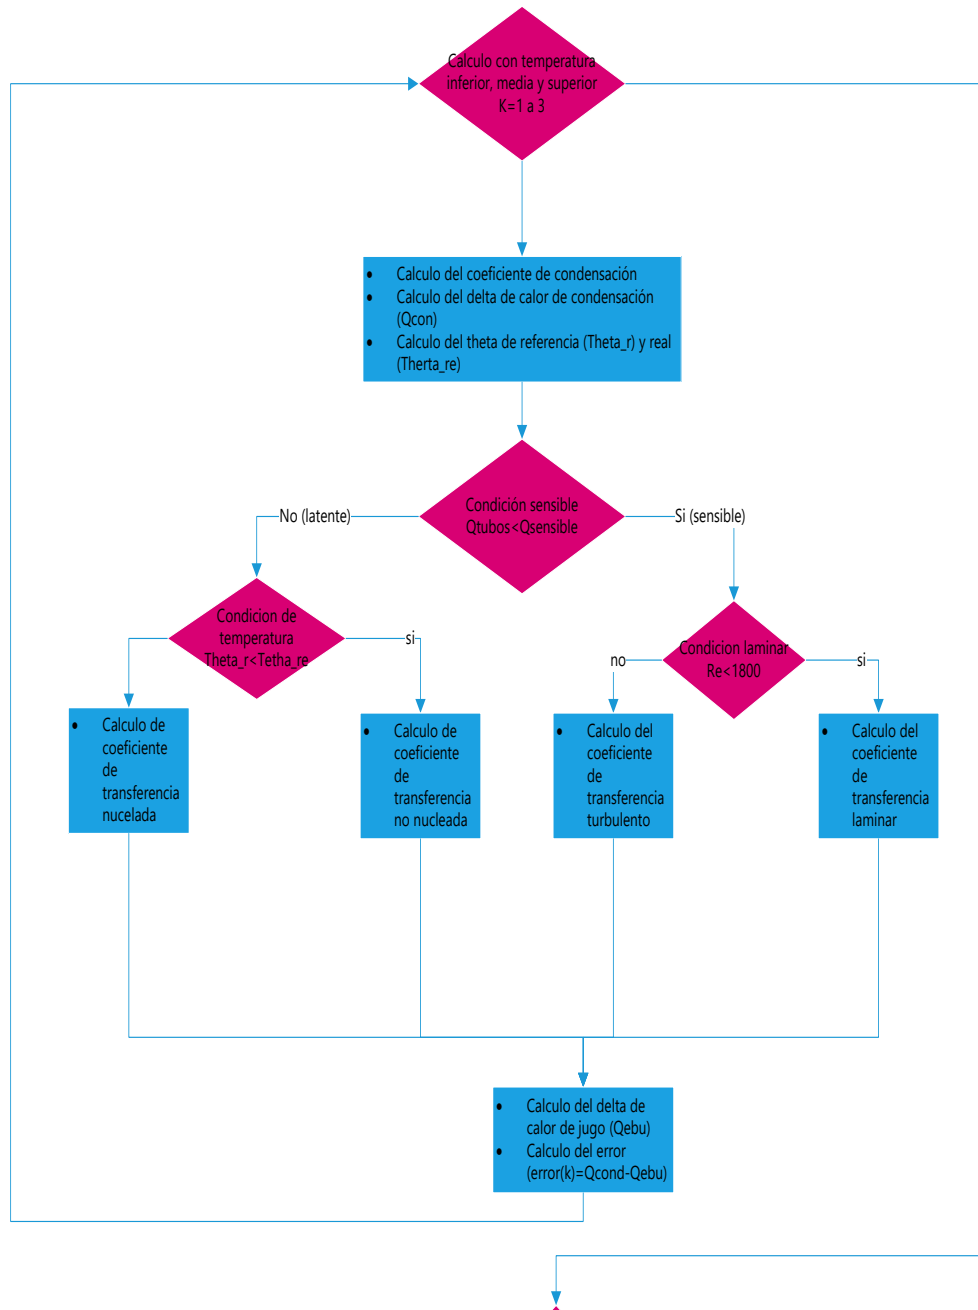 Calculo con temperatura
inferior, media y superior
K=1 a 3
• Calculo del coeficiente de condensación
• Calculo del delta de calor de condensación
(Qcon)
• Calculo del theta de referencia (Theta_r) y real
(Therta_re)
Condición sensible
Qtubos<Qsensible
No (latente)
Si (sensible)
Condicion de
temperatura
Theta_r<Tetha_re
si
Condicion laminar
Re<1800
no
si
• Calculo de
coeficiente
de
transferencia
nucelada
• Calculo de
coeficiente
de
transferencia
no nucleada
• Calculo del
coeficiente
de
transferencia
turbulento
• Calculo del
coeficiente
de
transferencia
laminar
• Calculo del delta de
calor de jugo (Qebu)
• Calculo del error
(error(k)=Qcond-Qebu)